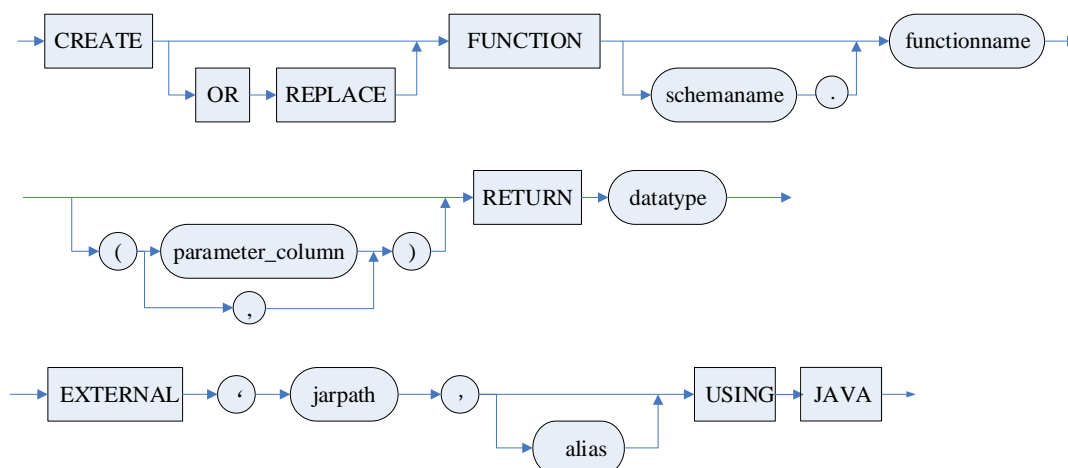 CREATE FUNCTION functionname
OR REPLACE schemaname .
RETURN datatype
( parameter_column )
,
EXTERNAL ‘ jarpath ’ USING JAVA
alias